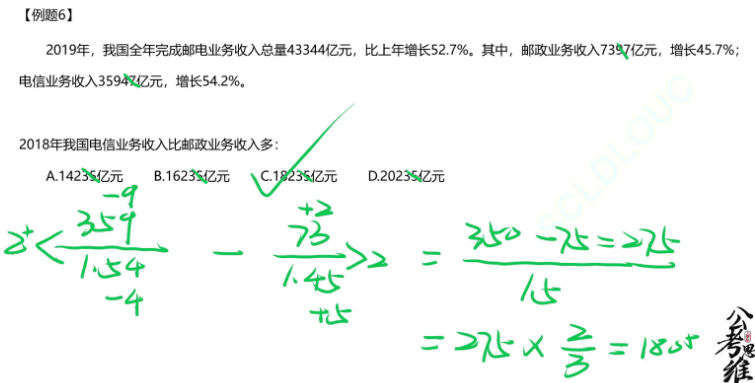 【例题6】
2019年，我国全年完成邮电业务收入总量43344亿元，比上年增长52.7%。其中，邮政业务收入7397亿元，增长45.7%；
电信业务收入35947亿元，增长54.2%。
2018年我国电信业务收入比邮政业务收入多：
A.14235亿元 B.16235亿元 C.18235亿元 D.20235亿元
-9 +2
2+< 359 - 73 >2 = 350-75=275
1.54 1.45 1.5
-4 +5
=275×2/3=180+
公考思维
SCLDLOUC